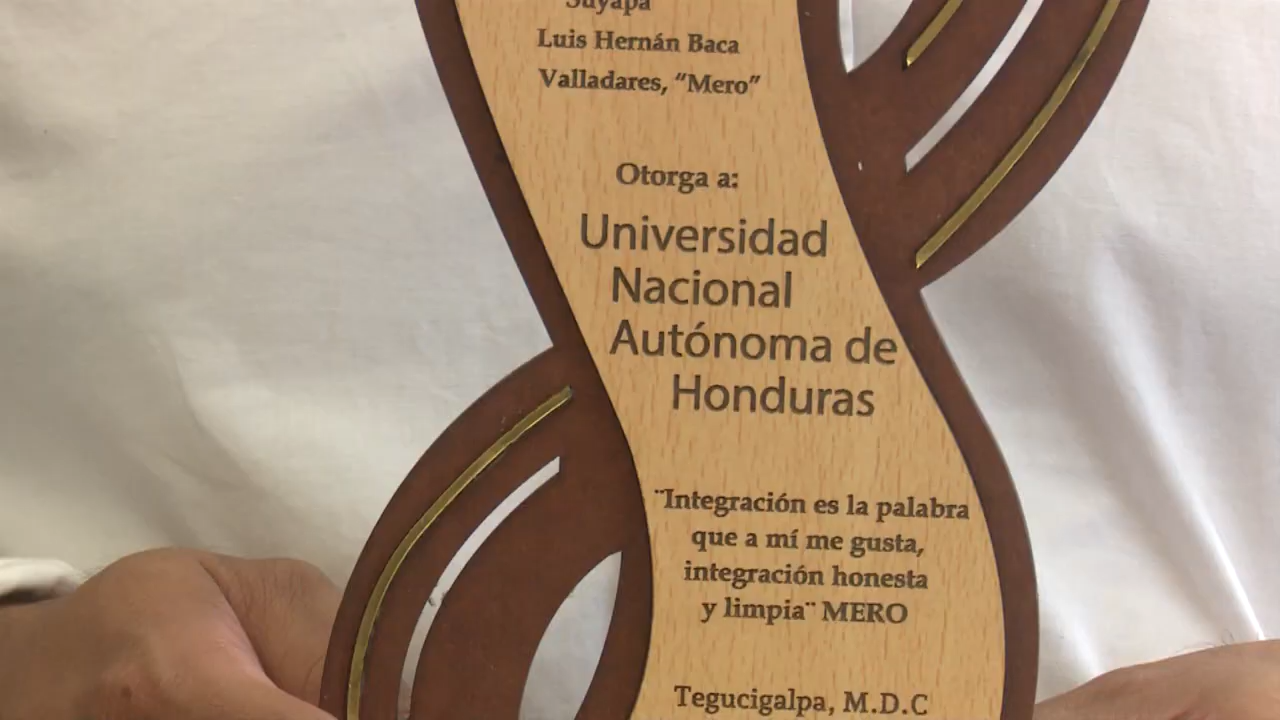 Suyapa
Luis Hernán Baca
Valladares, “Mero”
Otorga a:
Universidad
Nacional
Autónoma de
Honduras
¨Integración es la palabra
que a mí me gusta,
integración honesta
y limpia¨ MERO
Tegucigalpa, M.D.C